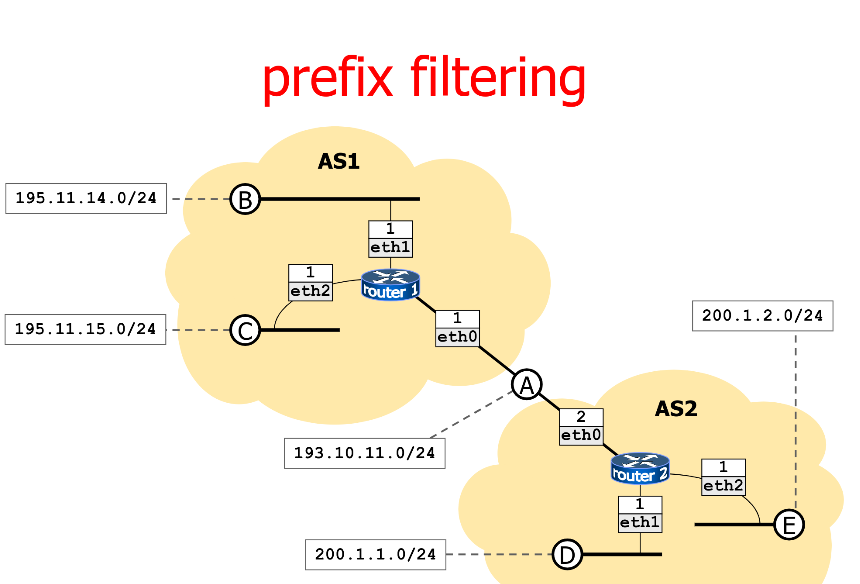 prefix filtering
AS1
195.11.14.0/24
B
1
eth1
1
eth2
router 1
195.11.15.0/24
C
1
eth0
200.1.2.0/24
A
AS2
2
eth0
193.10.11.0/24
router 2
1
eth2
1
eth1
E
200.1.1.0/24
D